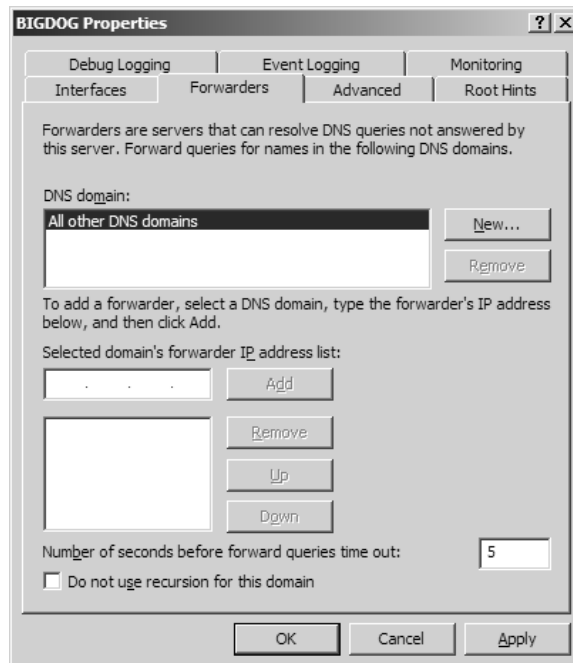 BIGDOG Properties
Debug Logging Event Logging Monitoring
Interfaces Forwarders Advanced Root Hints
Forwarders are servers that can resolve DNS queries not answered by
this server. Forward queries for names in the following DNS domains.
DNS domain:
All other DNS domains
New...
Remove
To add a forwarder, select a DNS domain, type the forwarder's IP address
below, and then click Add.
Selected domain's forwarder IP address list:
. . .
Add
Remove
Up
Down
Number of seconds before forward queries time out: 5
Do not use recursion for this domain
OK Cancel Apply